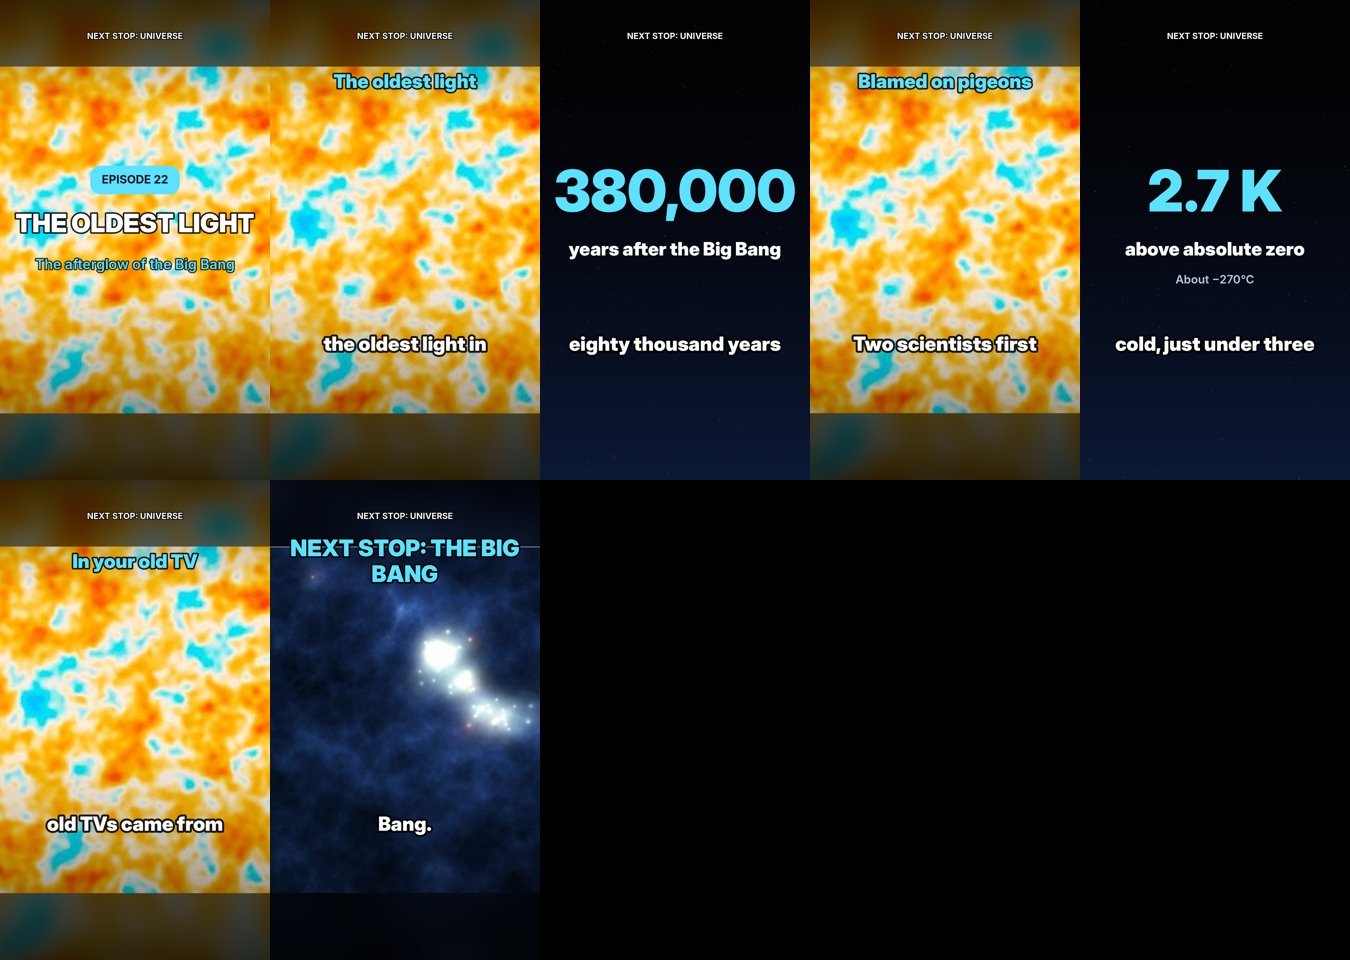 NEXT STOP: UNIVERSE
EPISODE 22
THE OLDEST LIGHT
The afterglow of the Big Bang
NEXT STOP: UNIVERSE
The oldest light
the oldest light in
NEXT STOP: UNIVERSE
380,000
years after the Big Bang
eighty thousand years
NEXT STOP: UNIVERSE
Blamed on pigeons
Two scientists first
NEXT STOP: UNIVERSE
2.7 K
above absolute zero
About −270°C
cold, just under three
NEXT STOP: UNIVERSE
In your old TV
old TVs came from
NEXT STOP: UNIVERSE
NEXT STOP: THE BIG
BANG
Bang.